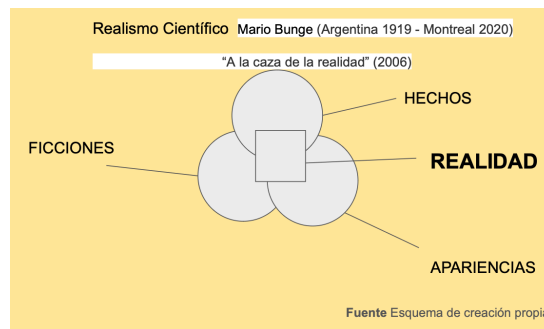 Realismo Científico Mario Bunge (Argentina 1919 - Montreal 2020)
“A la caza de la realidad” (2006)
HECHOS
FICCIONES
REALIDAD
APARIENCIAS
Fuente Esquema de creación propia